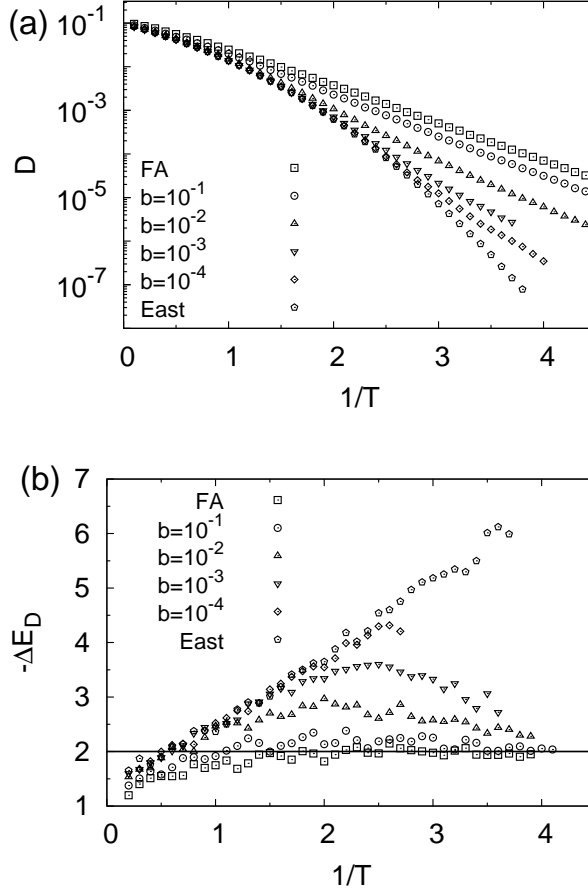 (a)
10^-1
10^-3
10^-5
10^-7
D
FA
b=10^-1
b=10^-2
b=10^-3
b=10^-4
East
0 1 2 3 4
1/T
(b)
7
6
5
4
3
2
1
-ΔE_D
FA
b=10^-1
b=10^-2
b=10^-3
b=10^-4
East
0 1 2 3 4
1/T